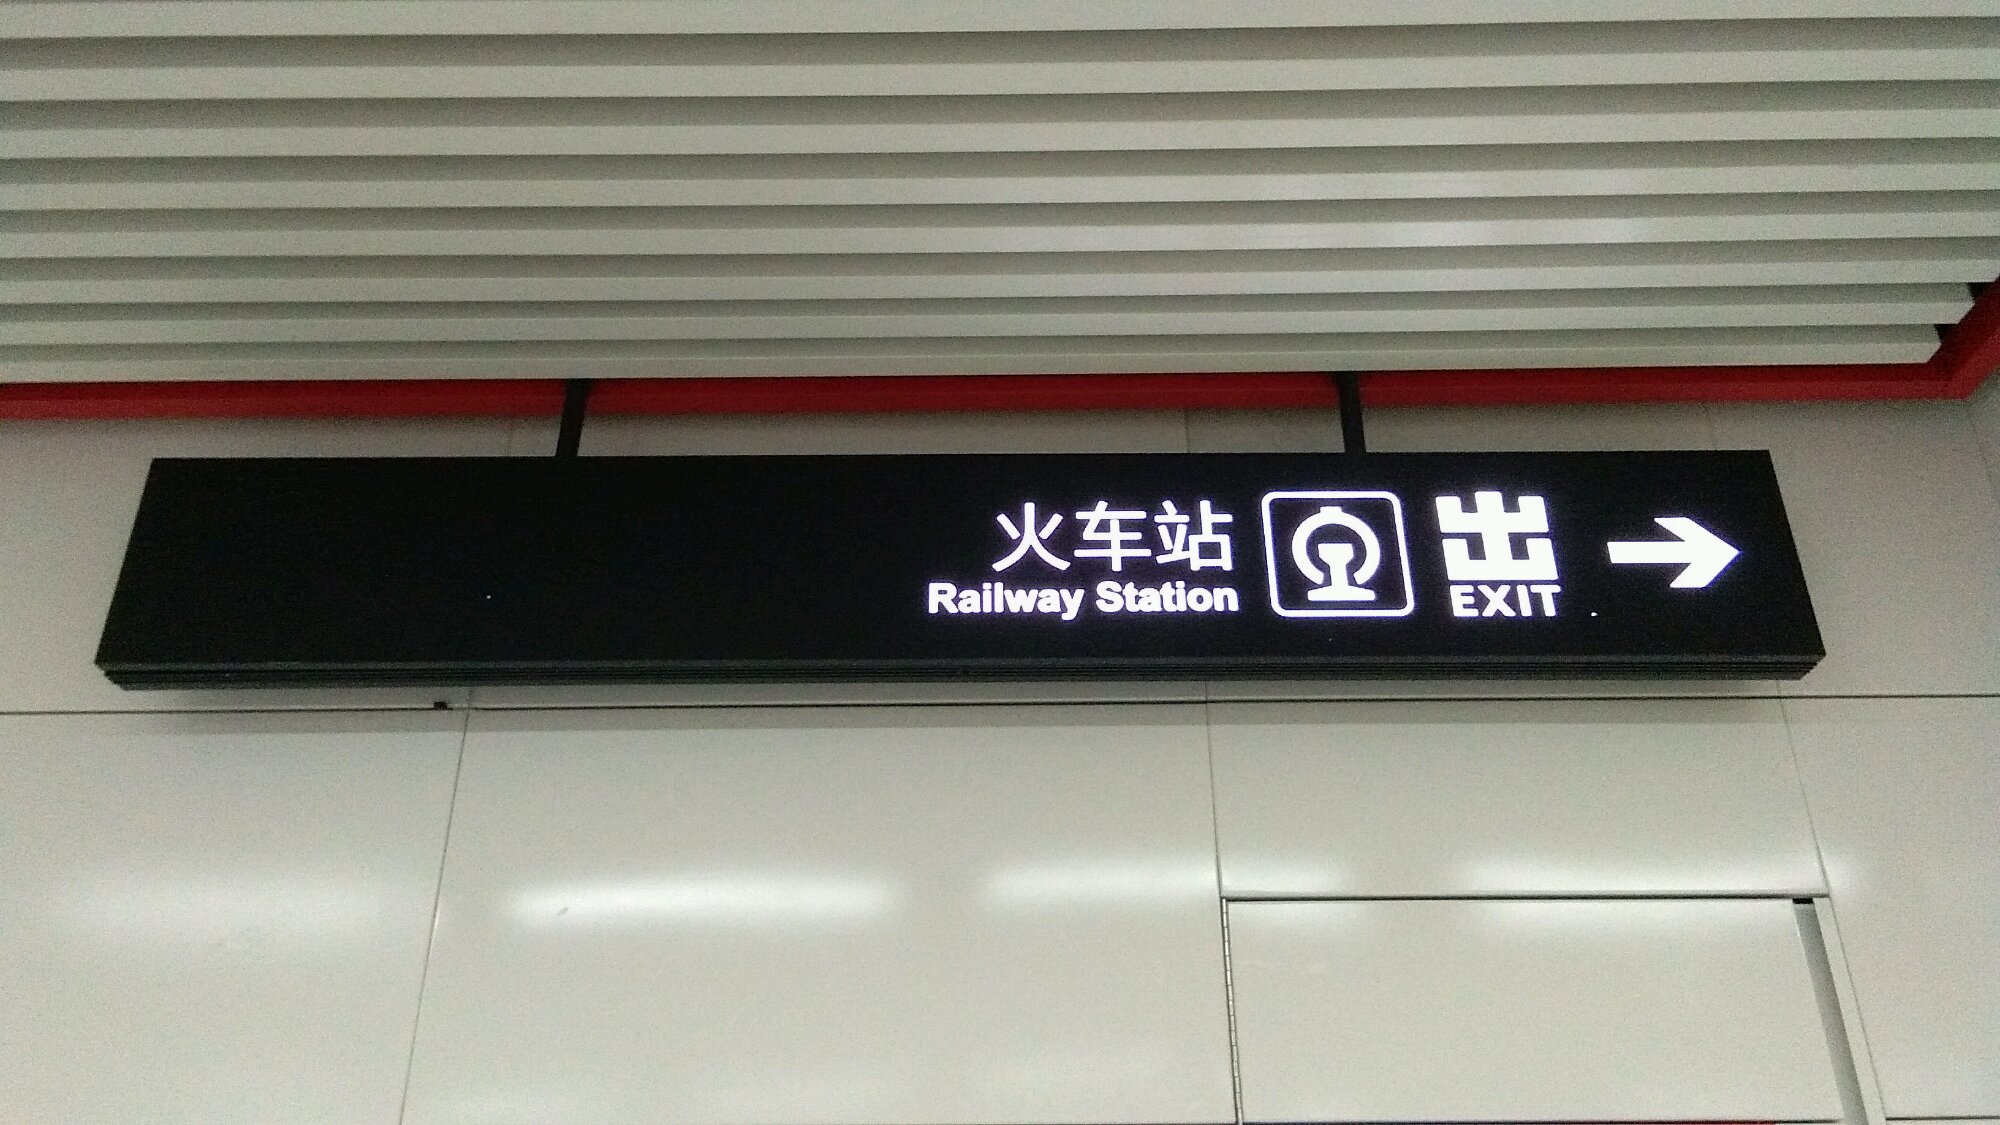 火车站
Railway Station
出
EXIT